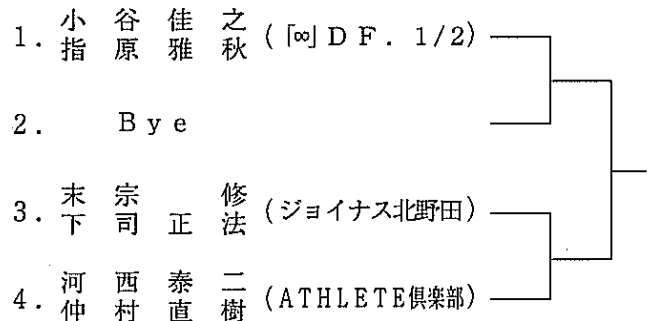 1. 小谷佳之
指原雅秋 (「∞」DF. 1/2)
2. Bye
3. 末宗 修
下司正法 (ジョイナス北野田)
4. 河西泰二
仲村直樹 (ATHLETE倶楽部)